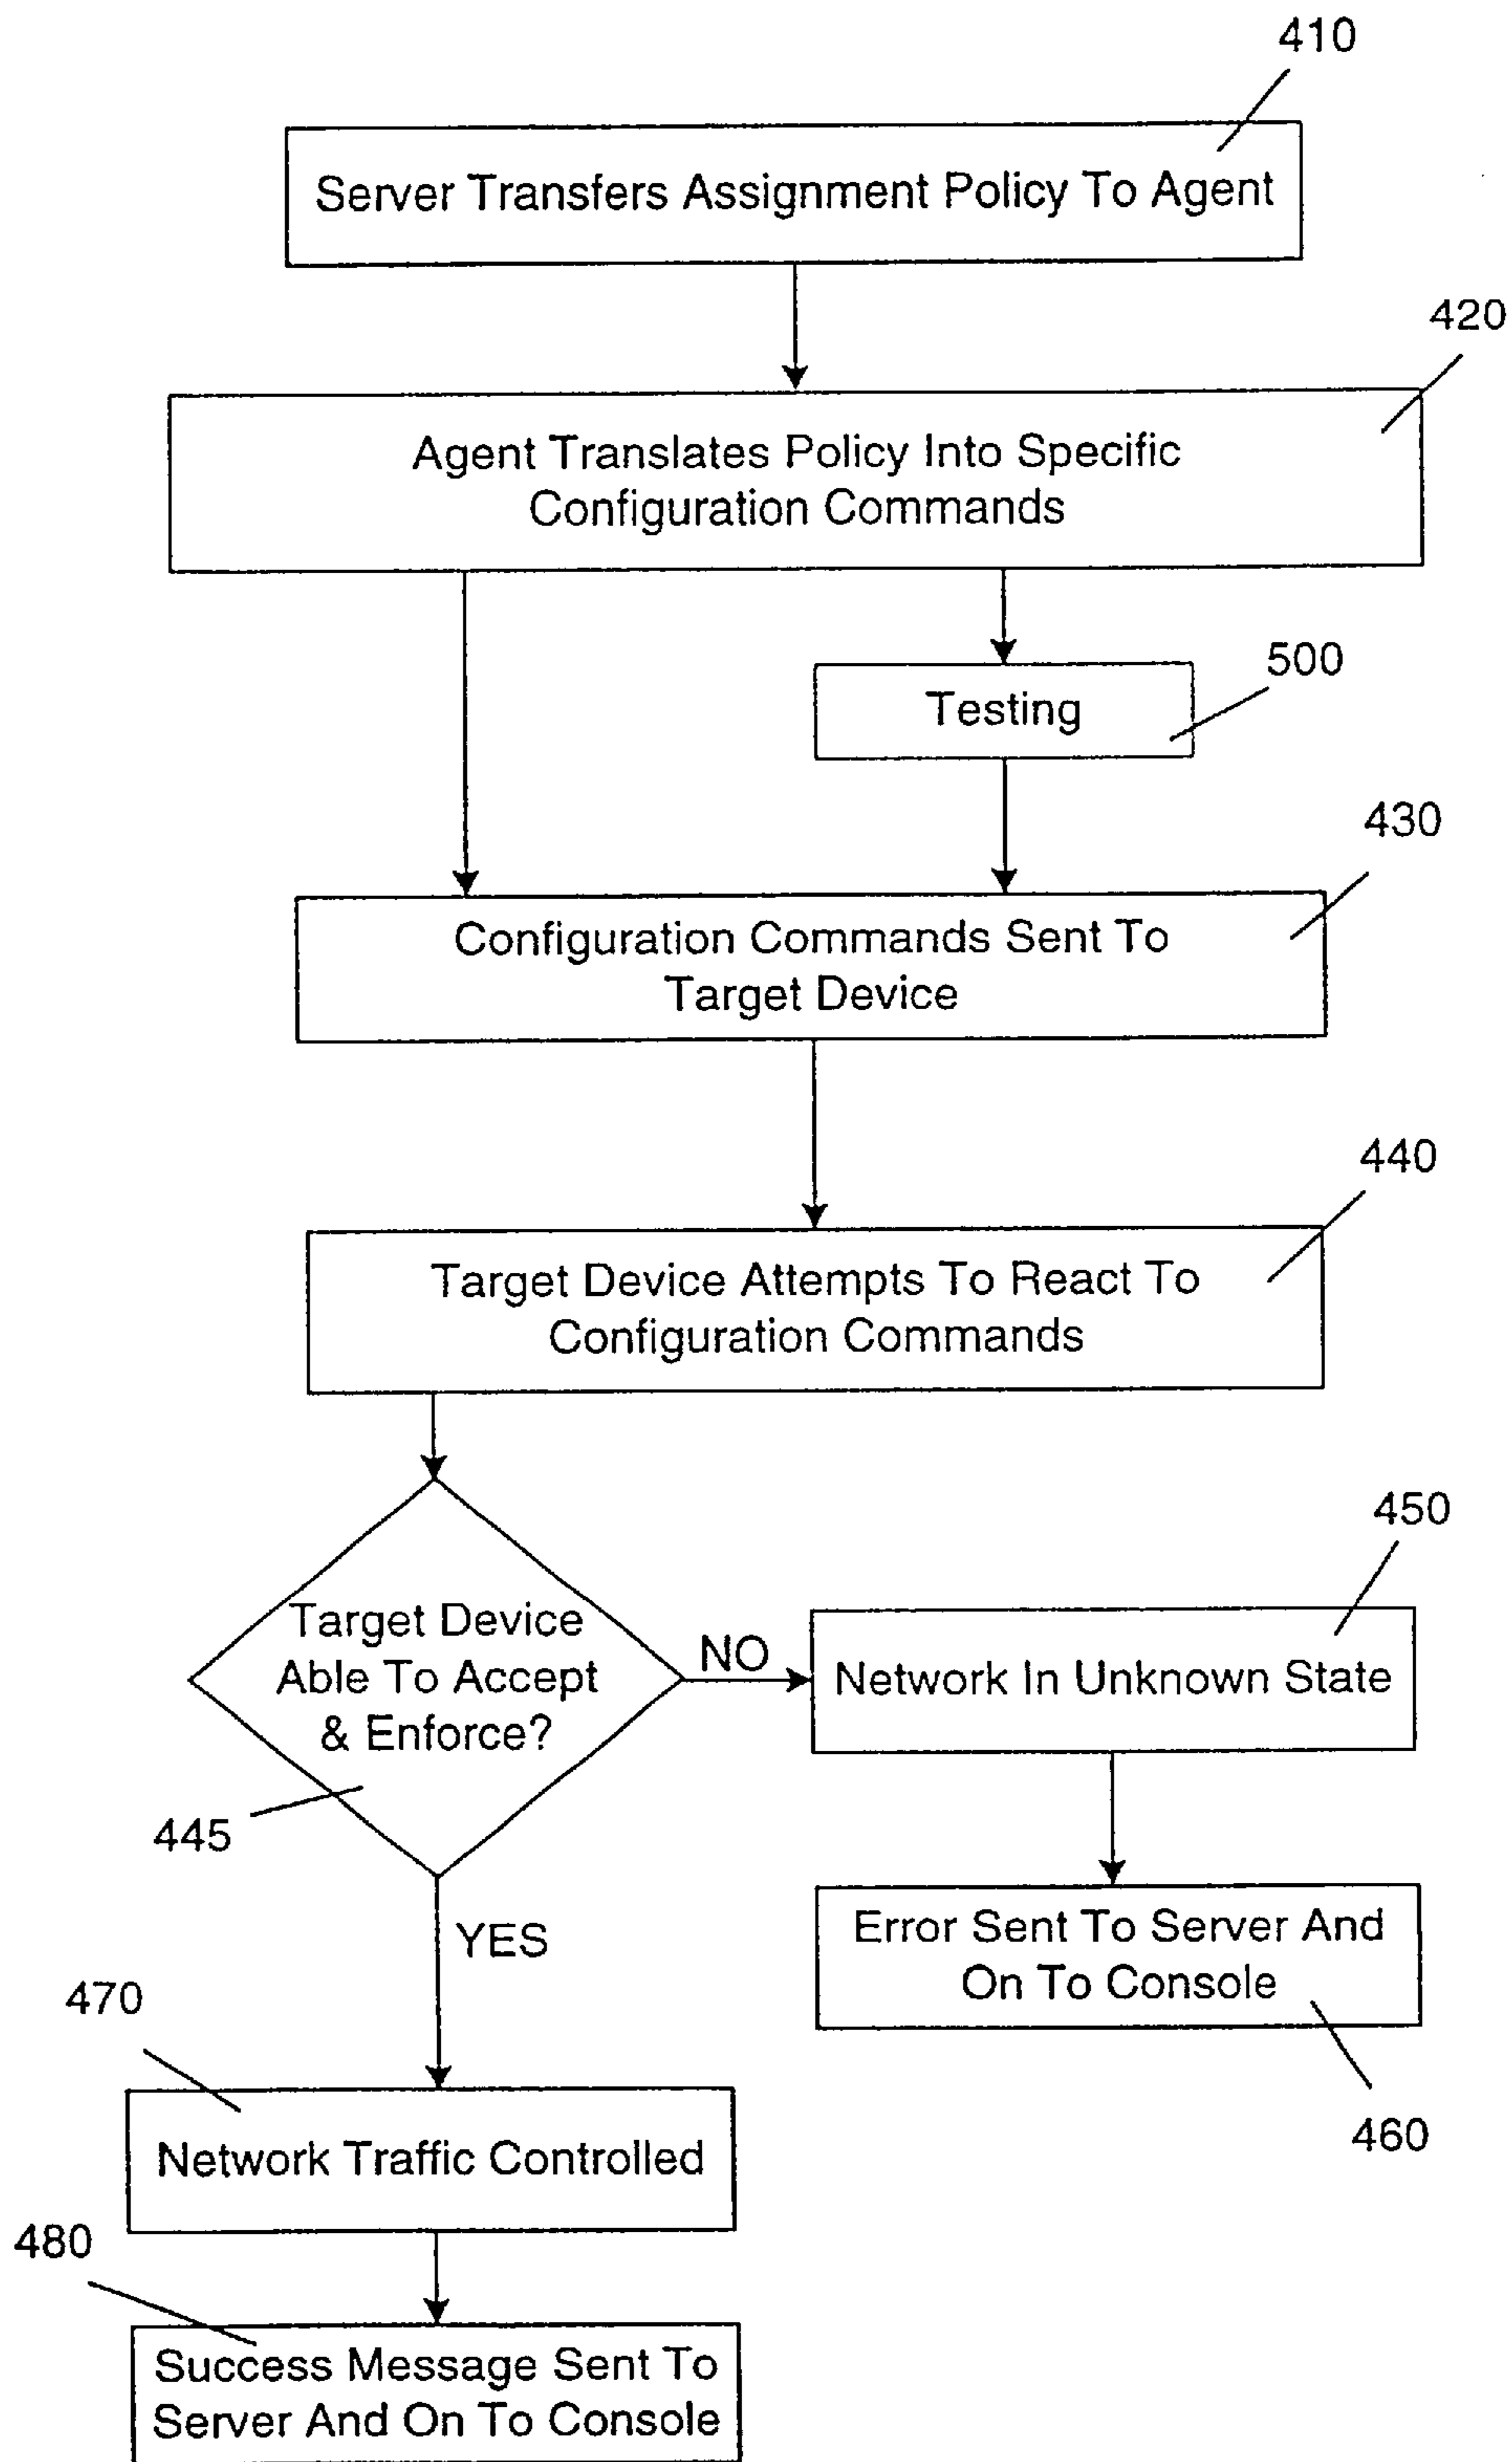 410
Server Transfers Assignment Policy To Agent
420
Agent Translates Policy Into Specific
Configuration Commands
500
Testing
430
Configuration Commands Sent To
Target Device
440
Target Device Attempts To React To
Configuration Commands
450
Target Device
Able To Accept
& Enforce?
NO
Network In Unknown State
445
YES
Error Sent To Server And
On To Console
460
470
Network Traffic Controlled
480
Success Message Sent To
Server And On To Console